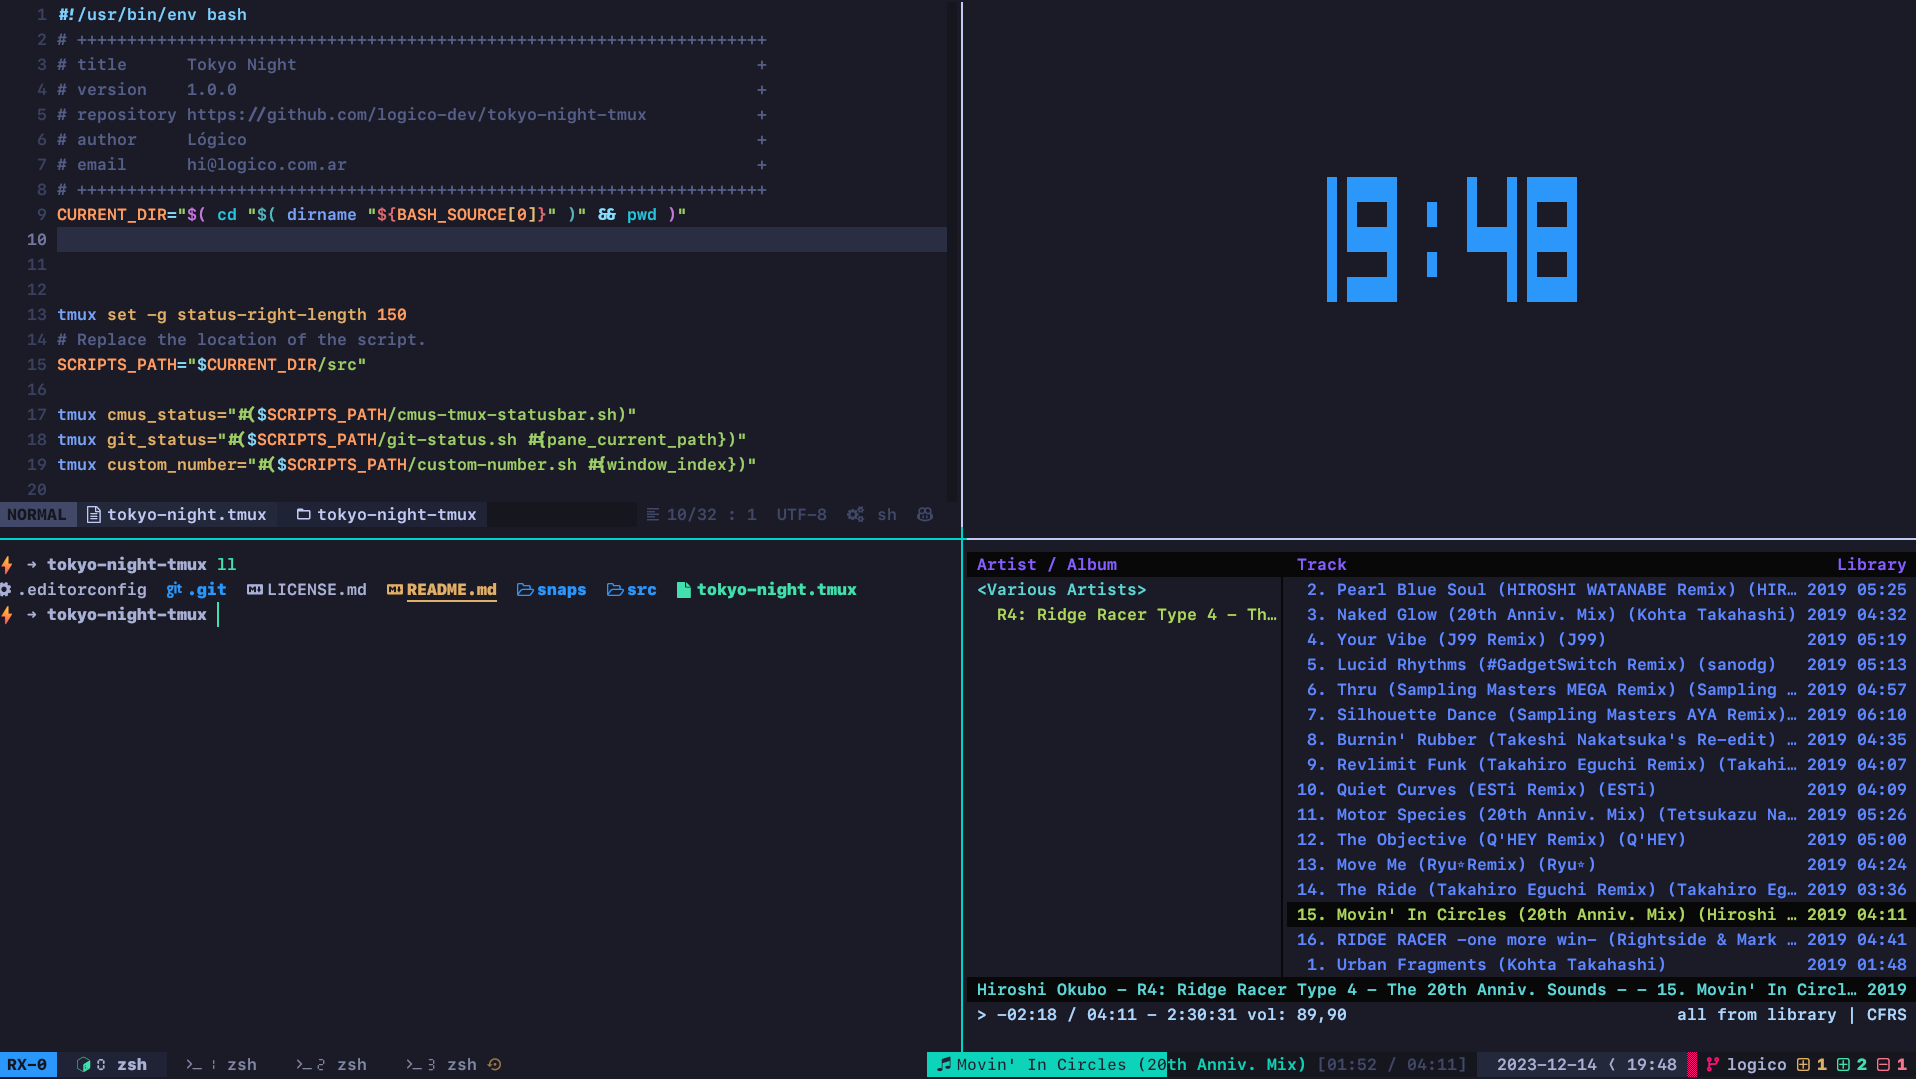 1 #!/usr/bin/env bash
2 # +++++++++++++++++++++++++++++++++++++++++++++++++++++++++++++++++++++
3 # title      Tokyo Night                                              +
4 # version    1.0.0                                                    +
5 # repository https://github.com/logico-dev/tokyo-night-tmux           +
6 # author     Lógico                                                   +
7 # email      hi@logico.com.ar                                         +
8 # +++++++++++++++++++++++++++++++++++++++++++++++++++++++++++++++++++++
9 CURRENT_DIR="$( cd "$( dirname "${BASH_SOURCE[0]}" )" && pwd )"
10
11
12
13 tmux set -g status-right-length 150
14 # Replace the location of the script.
15 SCRIPTS_PATH="$CURRENT_DIR/src"
16
17 tmux cmus_status="#($SCRIPTS_PATH/cmus-tmux-statusbar.sh)"
18 tmux git_status="#($SCRIPTS_PATH/git-status.sh #{pane_current_path})"
19 tmux custom_number="#($SCRIPTS_PATH/custom-number.sh #{window_index})"
20
NORMAL tokyo-night.tmux tokyo-night-tmux 10/32 : 1 UTF-8 sh
19:48
➜ tokyo-night-tmux ll
.editorconfig .git LICENSE.md README.md snaps src tokyo-night.tmux
➜ tokyo-night-tmux
Artist / Album Track Library
<Various Artists>
R4: Ridge Racer Type 4 - Th…
2. Pearl Blue Soul (HIROSHI WATANABE Remix) (HIR… 2019 05:25
3. Naked Glow (20th Anniv. Mix) (Kohta Takahashi) 2019 04:32
4. Your Vibe (J99 Remix) (J99) 2019 05:19
5. Lucid Rhythms (#GadgetSwitch Remix) (sanodg) 2019 05:13
6. Thru (Sampling Masters MEGA Remix) (Sampling … 2019 04:57
7. Silhouette Dance (Sampling Masters AYA Remix)… 2019 06:10
8. Burnin' Rubber (Takeshi Nakatsuka's Re-edit) … 2019 04:35
9. Revlimit Funk (Takahiro Eguchi Remix) (Takahi… 2019 04:07
10. Quiet Curves (ESTi Remix) (ESTi) 2019 04:09
11. Motor Species (20th Anniv. Mix) (Tetsukazu Na… 2019 05:26
12. The Objective (Q'HEY Remix) (Q'HEY) 2019 05:00
13. Move Me (Ryu☆Remix) (Ryu☆) 2019 04:24
14. The Ride (Takahiro Eguchi Remix) (Takahiro Eg… 2019 03:36
15. Movin' In Circles (20th Anniv. Mix) (Hiroshi … 2019 04:11
16. RIDGE RACER -one more win- (Rightside & Mark … 2019 04:41
1. Urban Fragments (Kohta Takahashi) 2019 01:48
Hiroshi Okubo - R4: Ridge Racer Type 4 - The 20th Anniv. Sounds - - 15. Movin' In Circl… 2019
> -02:18 / 04:11 - 2:30:31 vol: 89,90 all from library | CFRS
RX-0 0 zsh 1 zsh 2 zsh 3 zsh Movin' In Circles (20th Anniv. Mix) [01:52 / 04:11] 2023-12-14 ❬ 19:48 logico 1 2 1